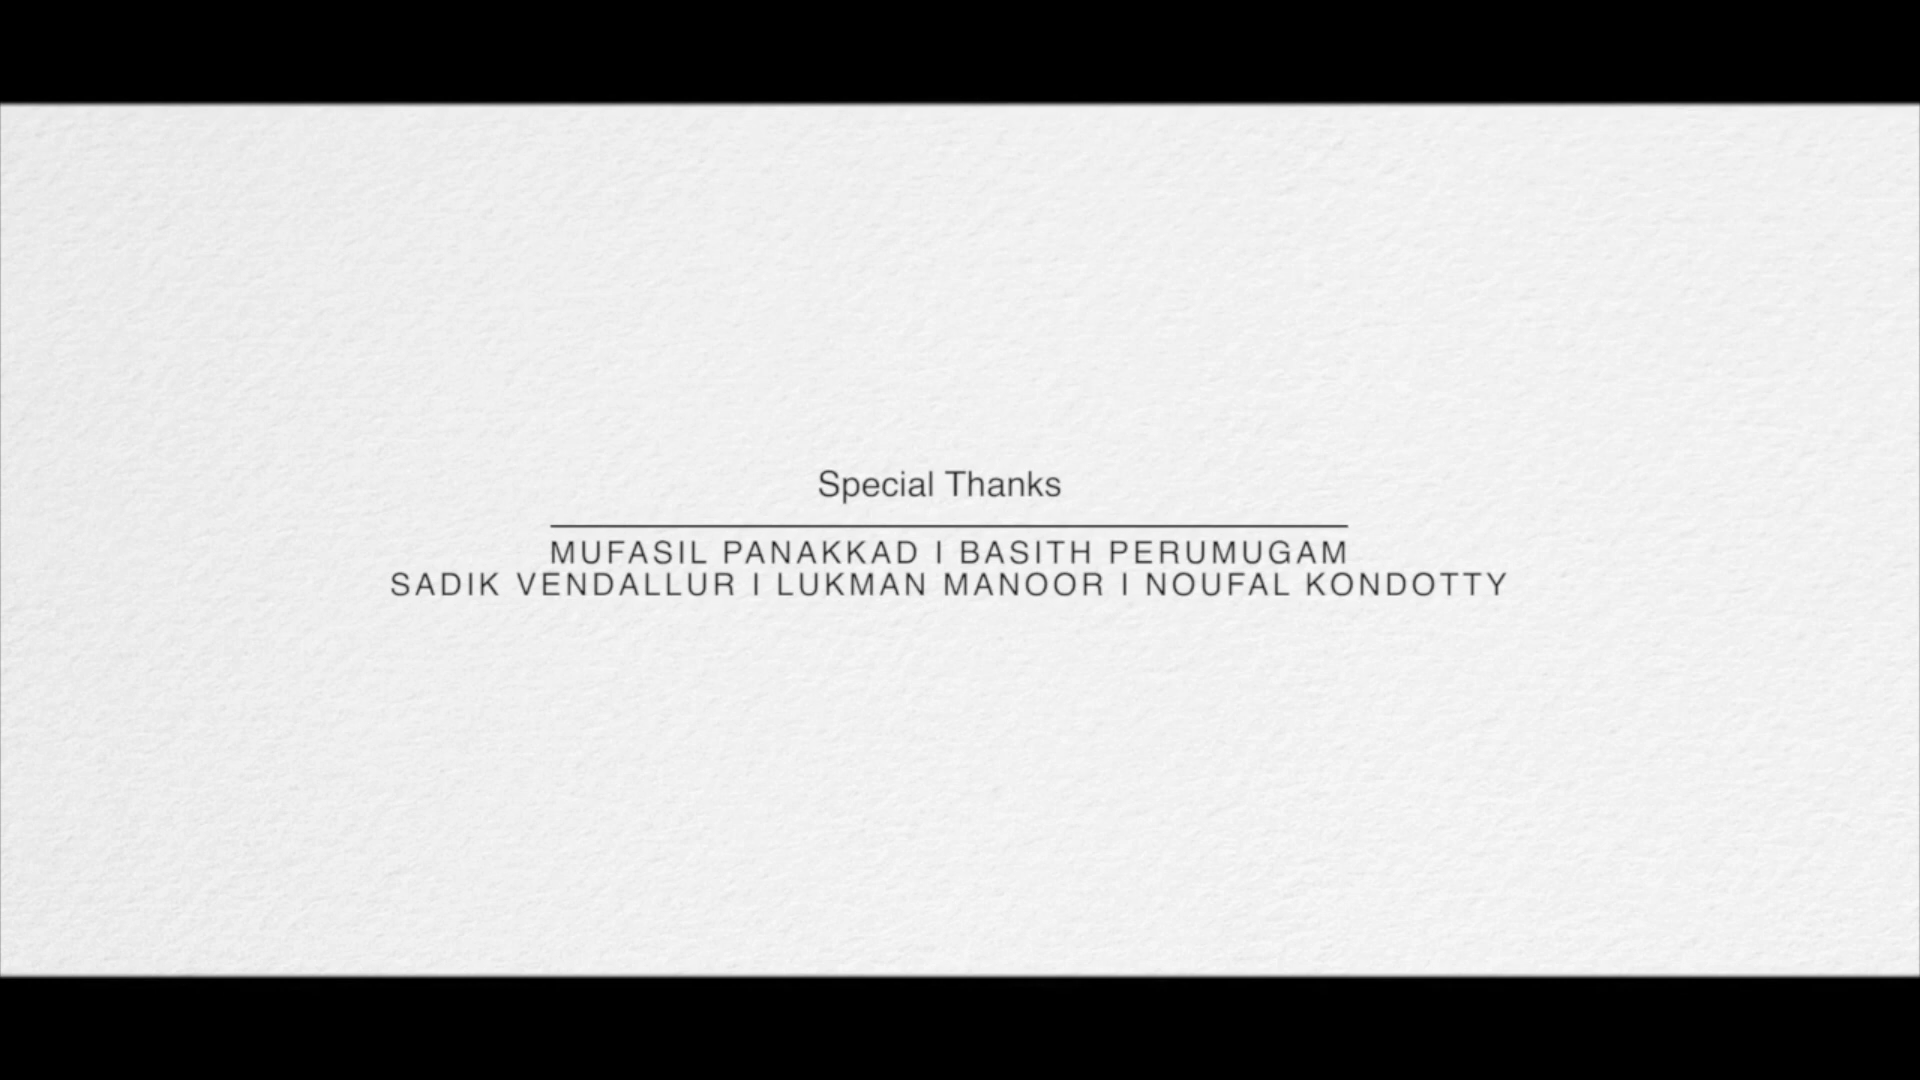 Special Thanks
MUFASIL PANAKKAD I BASITH PERUMUGAM
SADIK VENDALLUR I LUKMAN MANOOR I NOUFAL KONDOTTY